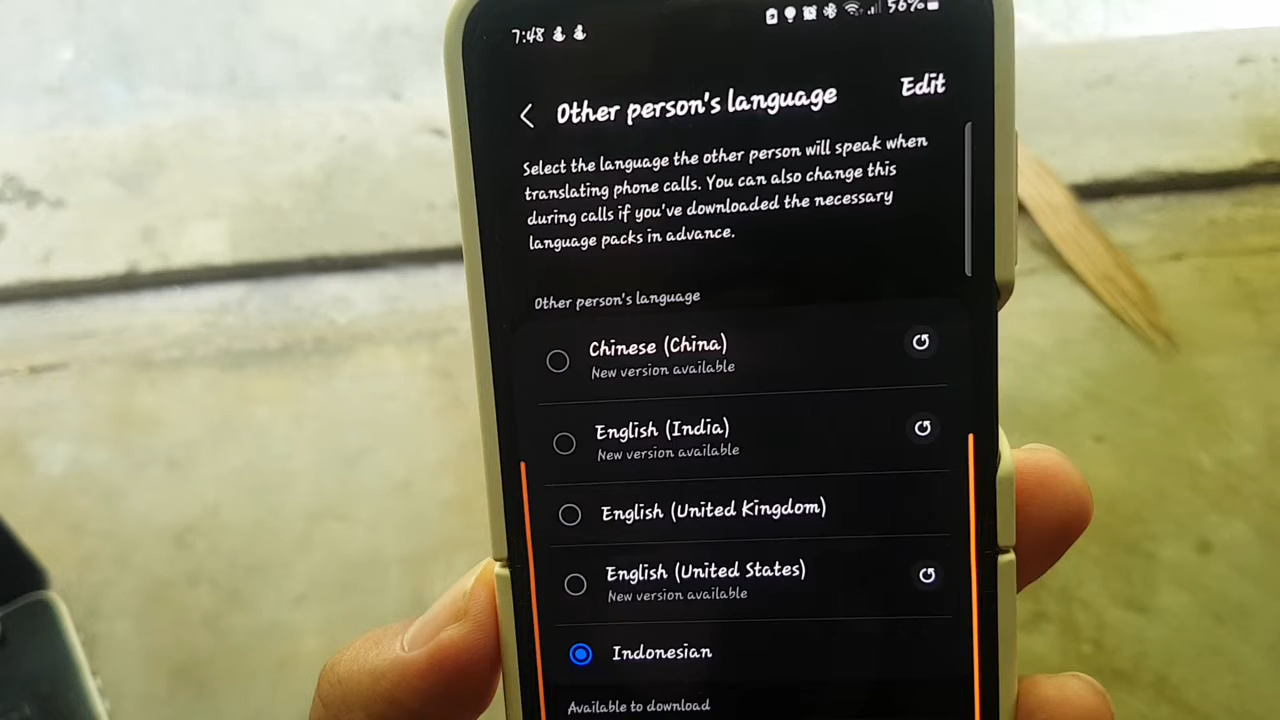 7:48
56%
Other person's language
Edit
Select the language the other person will speak when
translating phone calls. You can also change this
during calls if you've downloaded the necessary
language packs in advance.
Other person's language
Chinese (China)
New version available
English (India)
New version available
English (United Kingdom)
English (United States)
New version available
Indonesian
Available to download